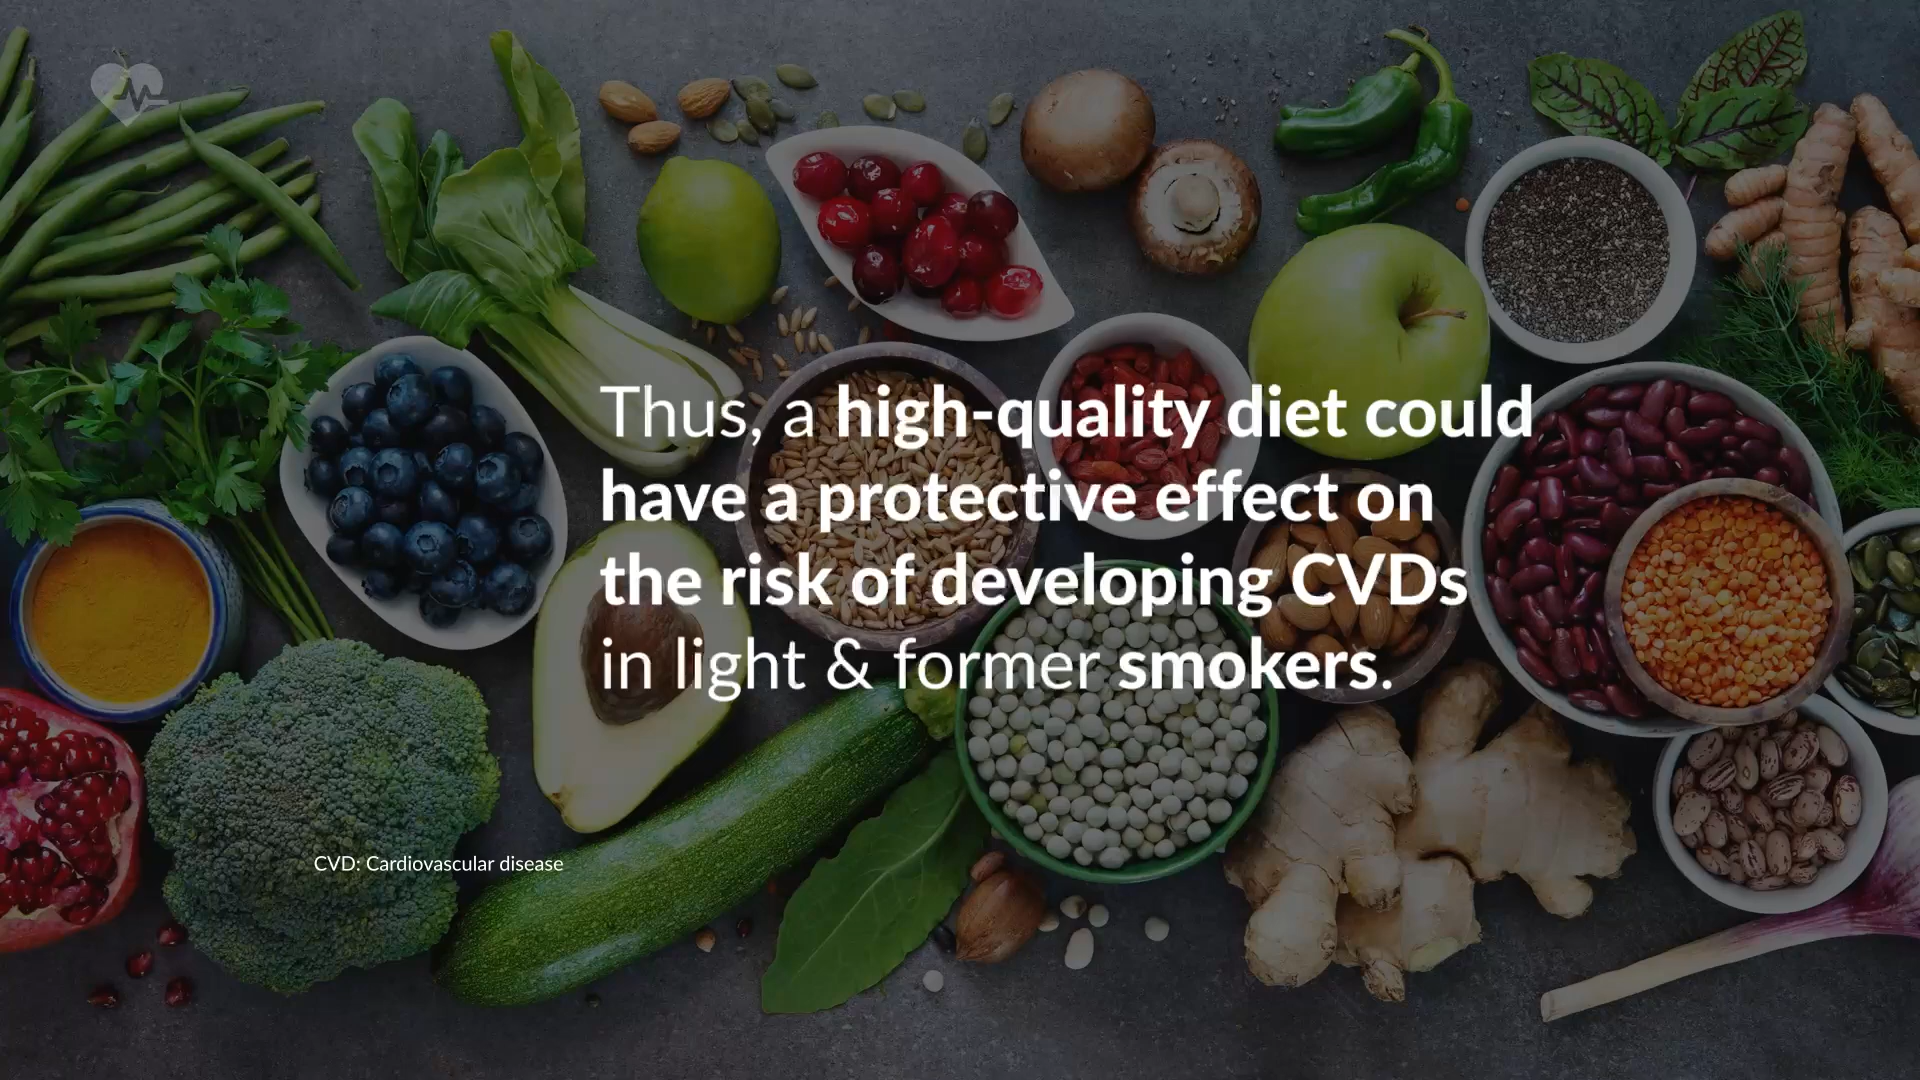 Thus, a high-quality diet could
have a protective effect on
the risk of developing CVDs
in light & former smokers.
CVD: Cardiovascular disease